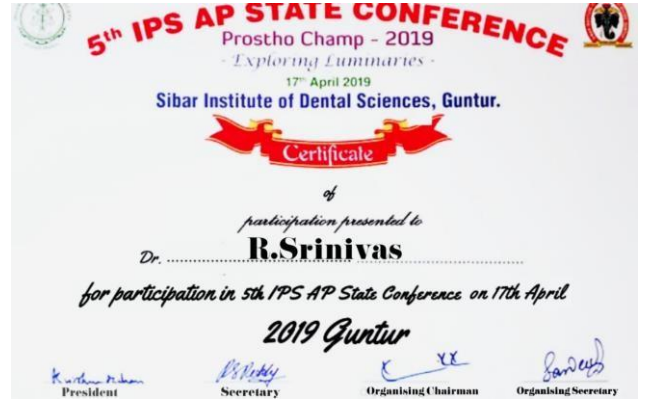 5th IPS AP STATE CONFERENCE
Prostho Champ - 2019
- Exploring Luminaries -
17th April 2019
Sibar Institute of Dental Sciences, Guntur.
Certificate
of
participation presented to
Dr. R.Srinivas
for participation in 5th IPS AP State Conference on 17th April
2019 Guntur
President Secretary Organising Chairman Organising Secretary